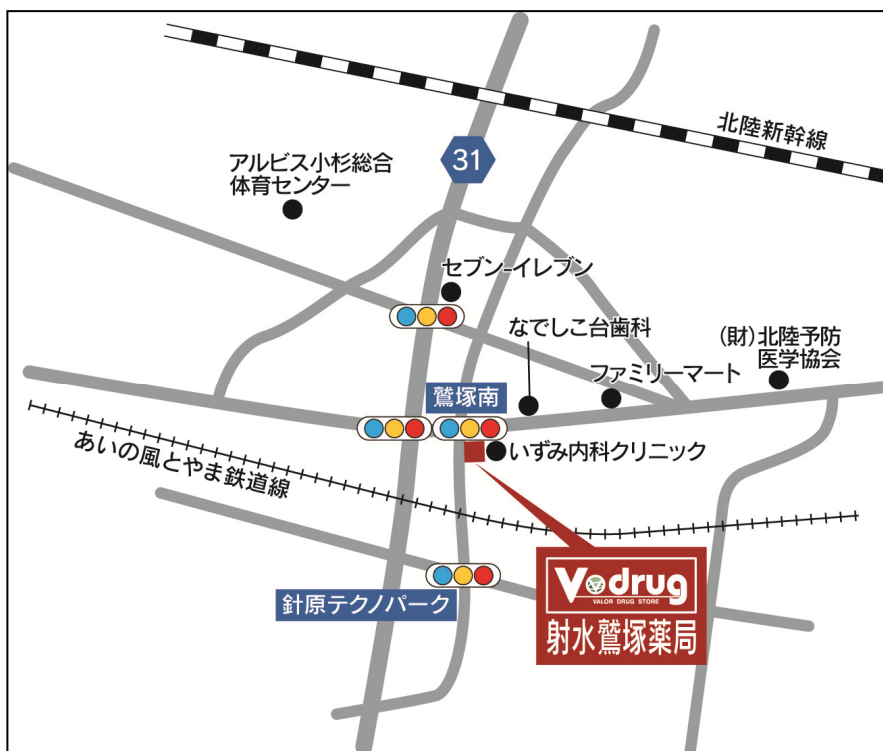 北陸新幹線
31
アルビス小杉総合
体育センター
セブン-イレブン
なでしこ台歯科
(財)北陸予防
医学協会
ファミリーマート
鷲塚南
いずみ内科クリニック
あいの風とやま鉄道線
針原テクノパーク
V・drug
VALOR DRUG STORE
射水鷲塚薬局